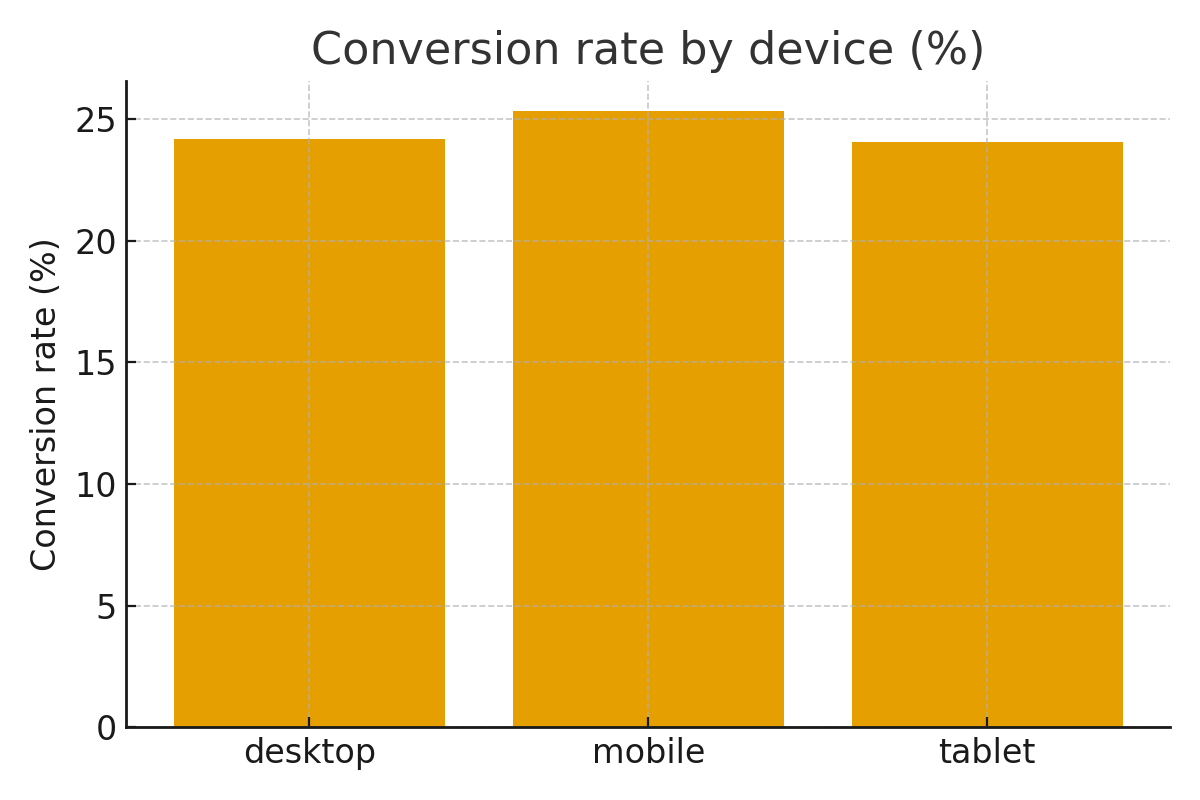 Conversion rate by device (%)
Conversion rate (%)
25
20
15
10
5
0
desktop mobile tablet